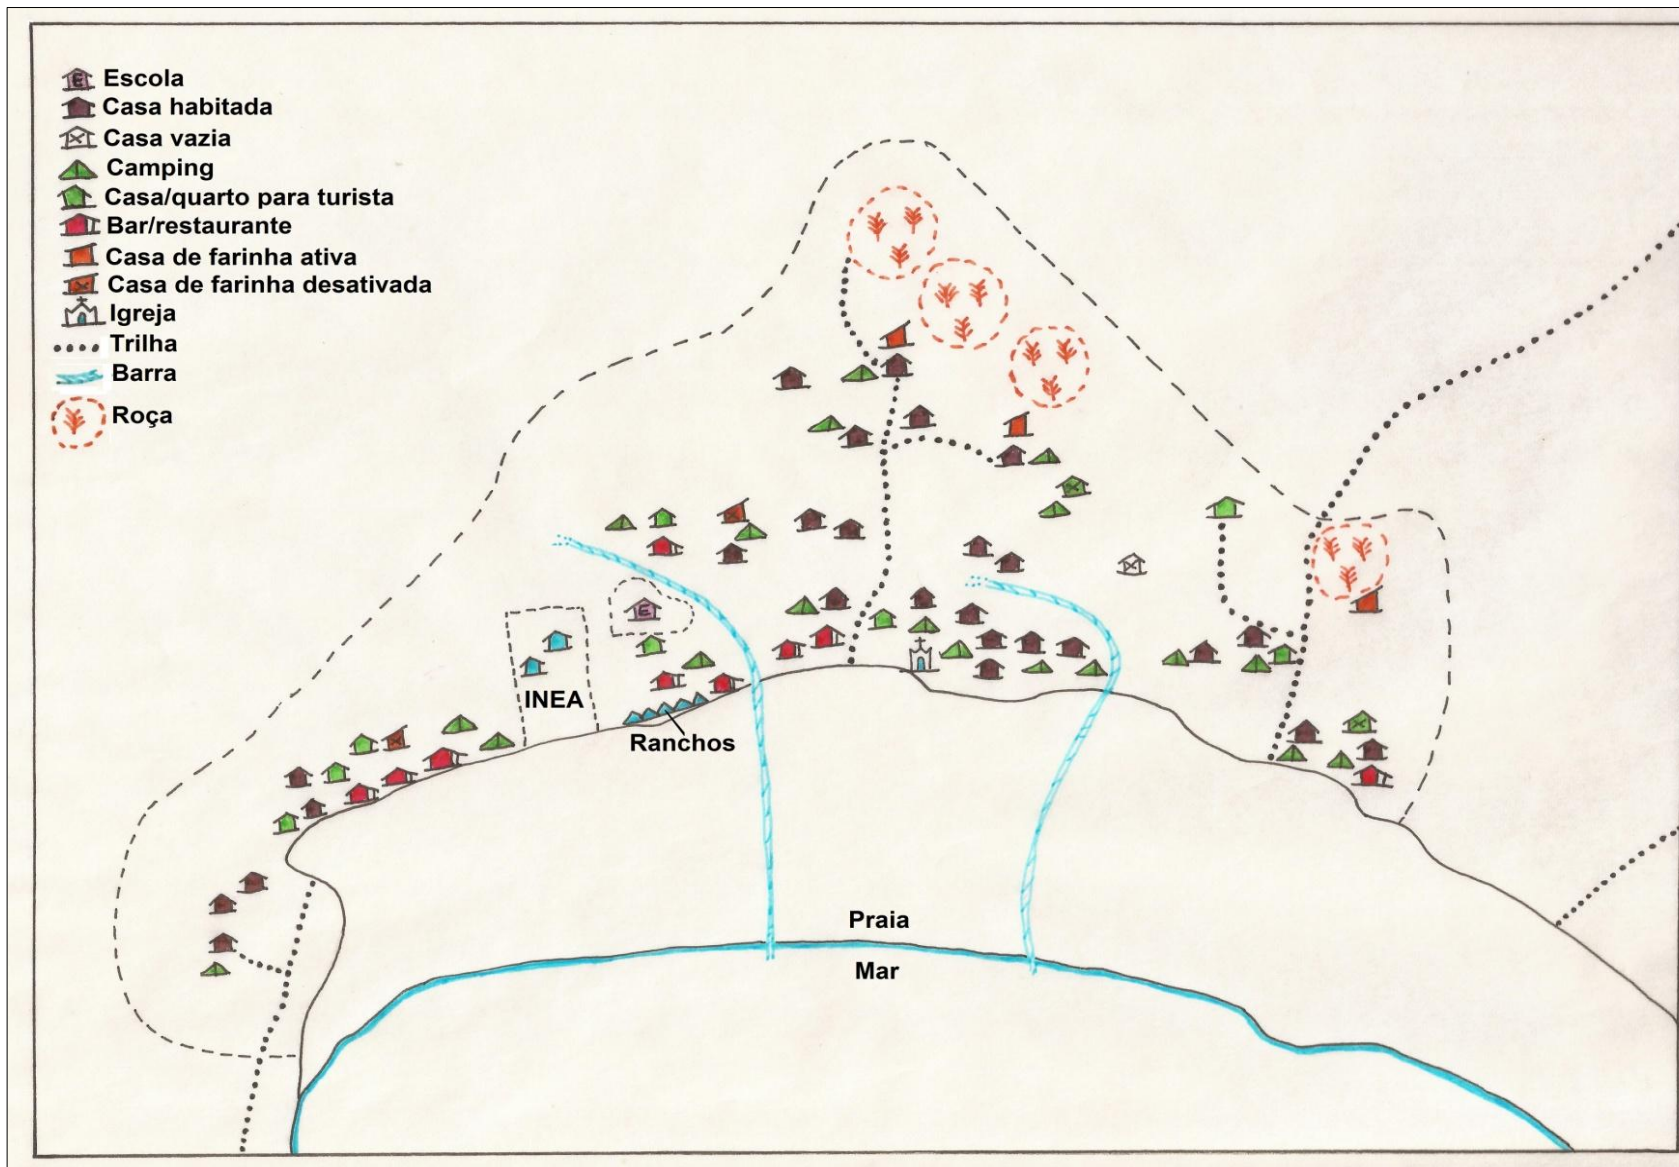 Escola
Casa habitada
Casa vazia
Camping
Casa/quarto para turista
Bar/restaurante
Casa de farinha ativa
Casa de farinha desativada
Igreja
Trilha
Barra
Roça
E
E
INEA
Ranchos
Praia
Mar